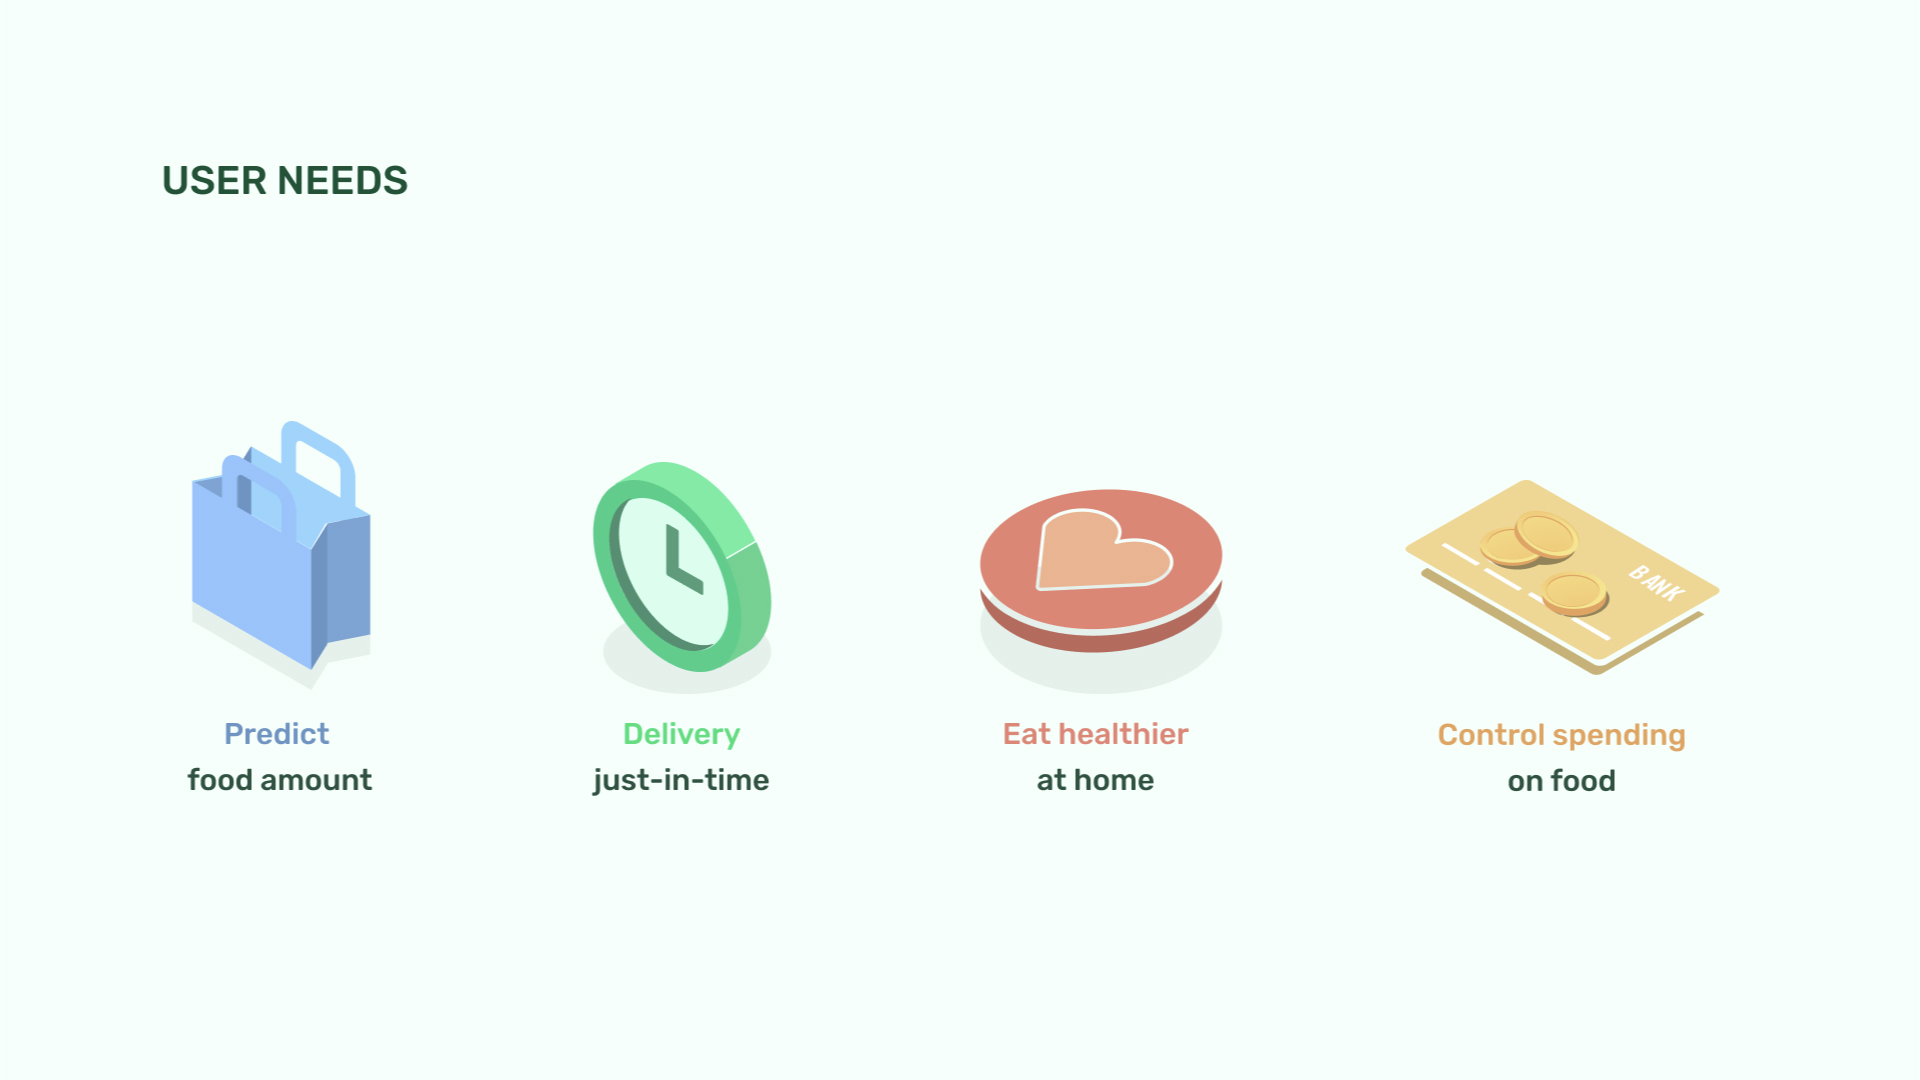 USER NEEDS
BANK
Predict
food amount
Delivery
just-in-time
Eat healthier
at home
Control spending
on food